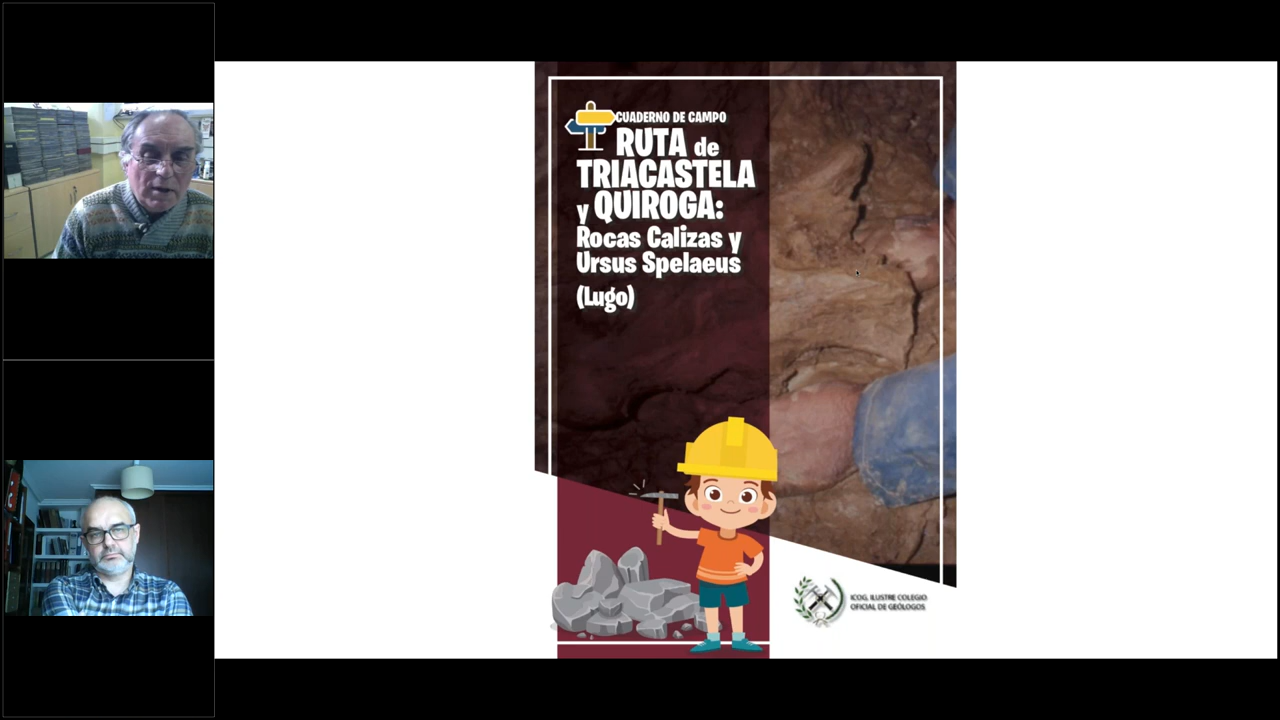 CUADERNO DE CAMPO
RUTA de
TRIACASTELA
y QUIROGA:
Rocas Calizas y
Ursus Spelaeus
(Lugo)
ICOG, ILUSTRE COLEGIO
OFICIAL DE GEÓLOGOS